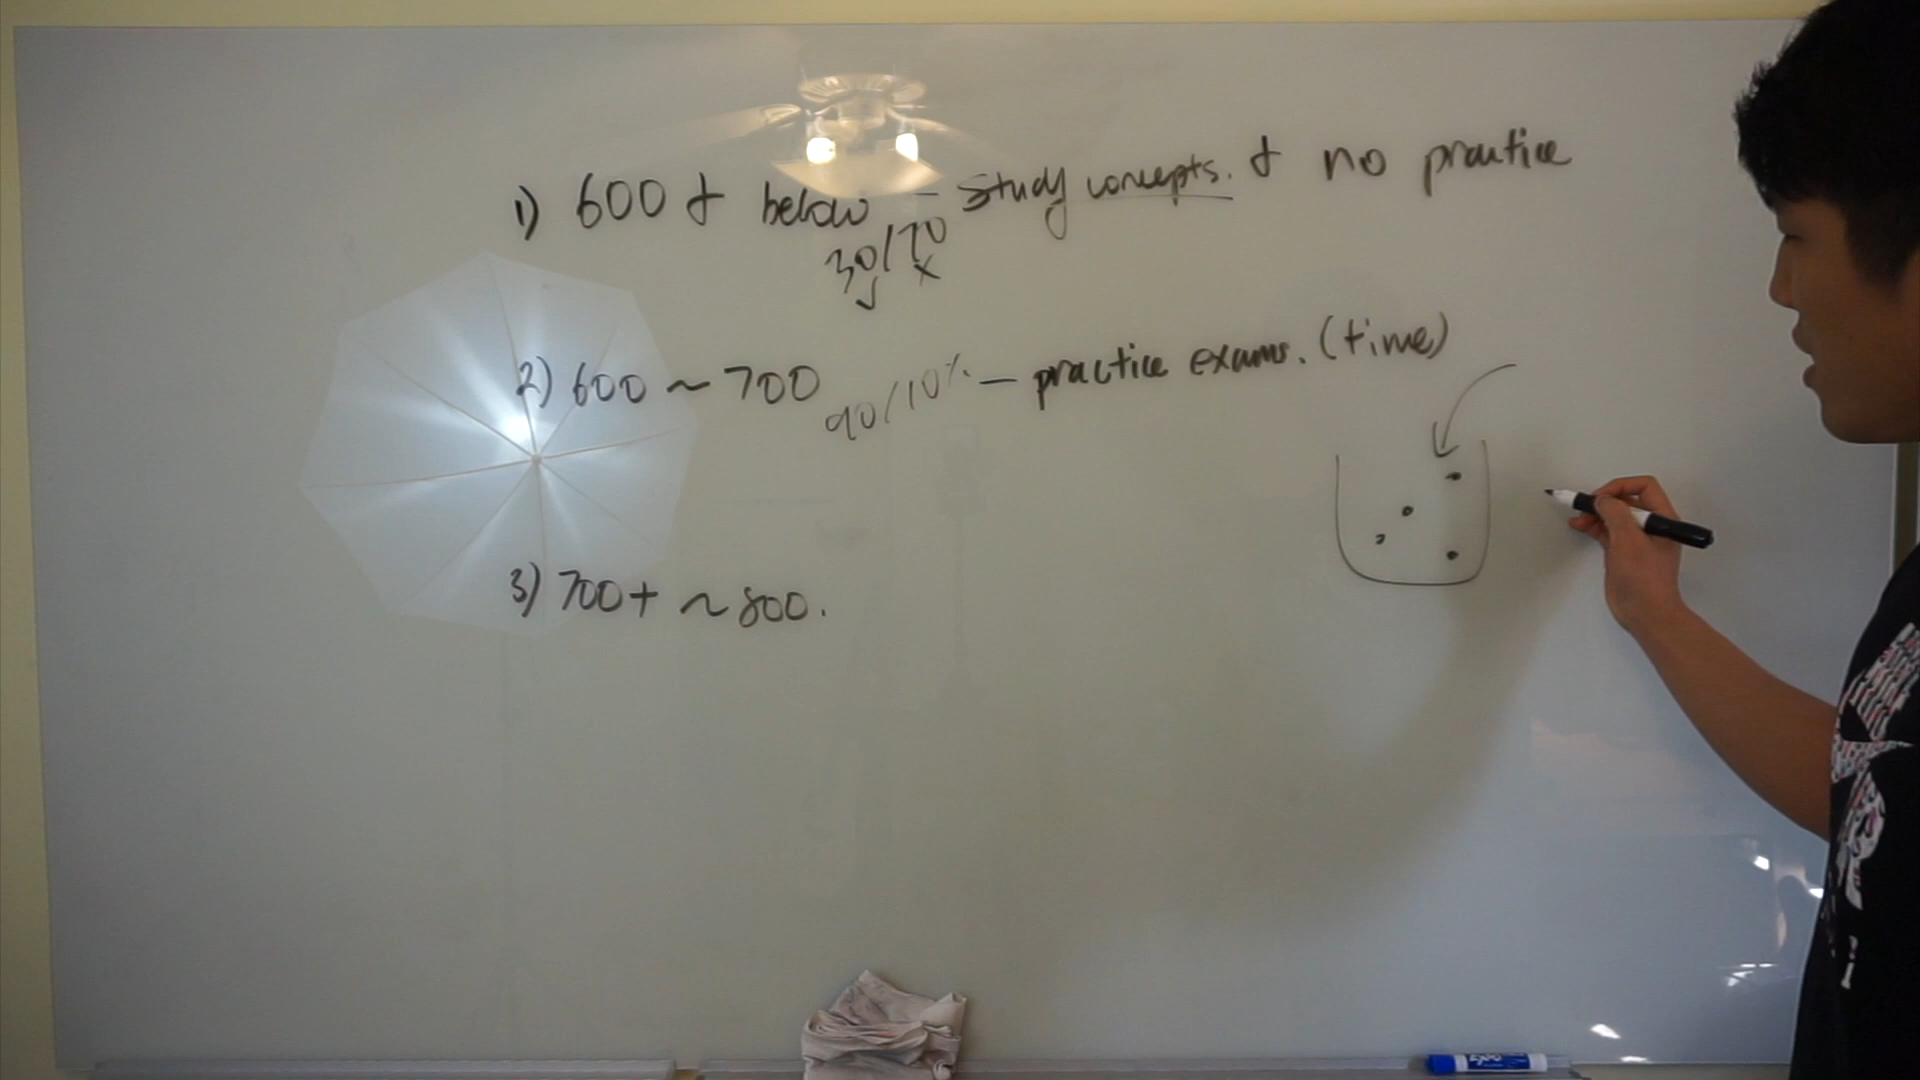 1) 600 & below - study concepts. & no practice
30/70
✓ x
2) 600 ~ 700 90/10% - practice exams. (time)
3) 700+ ~ 800.
EXPO